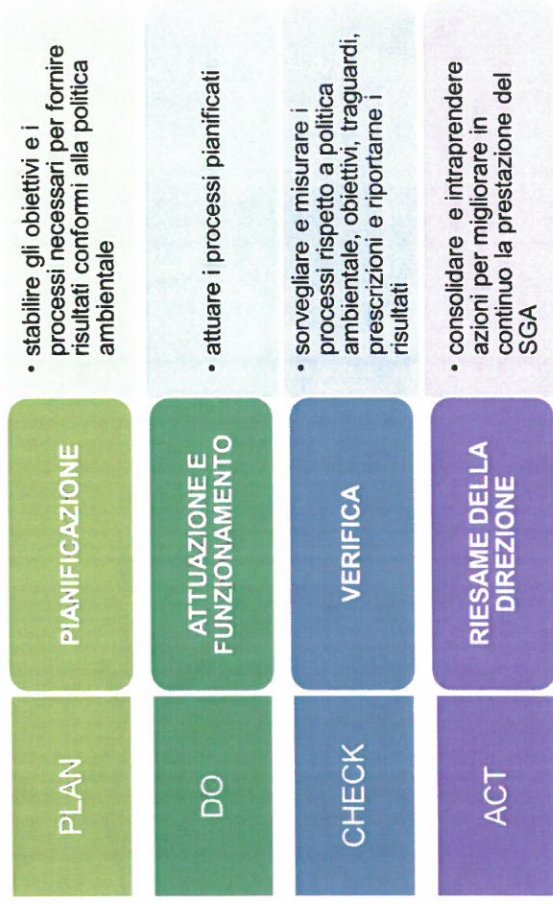 PLAN
PIANIFICAZIONE
• stabilire gli obiettivi e i
processi necessari per fornire
risultati conformi alla politica
ambientale
DO
ATTUAZIONE E
FUNZIONAMENTO
• attuare i processi pianificati
CHECK
VERIFICA
• sorvegliare e misurare i
processi rispetto a politica
ambientale, obiettivi, traguardi,
prescrizioni e riportarne i
risultati
ACT
RIESAME DELLA
DIREZIONE
• consolidare e intraprendere
azioni per migliorare in
continuo la prestazione del
SGA